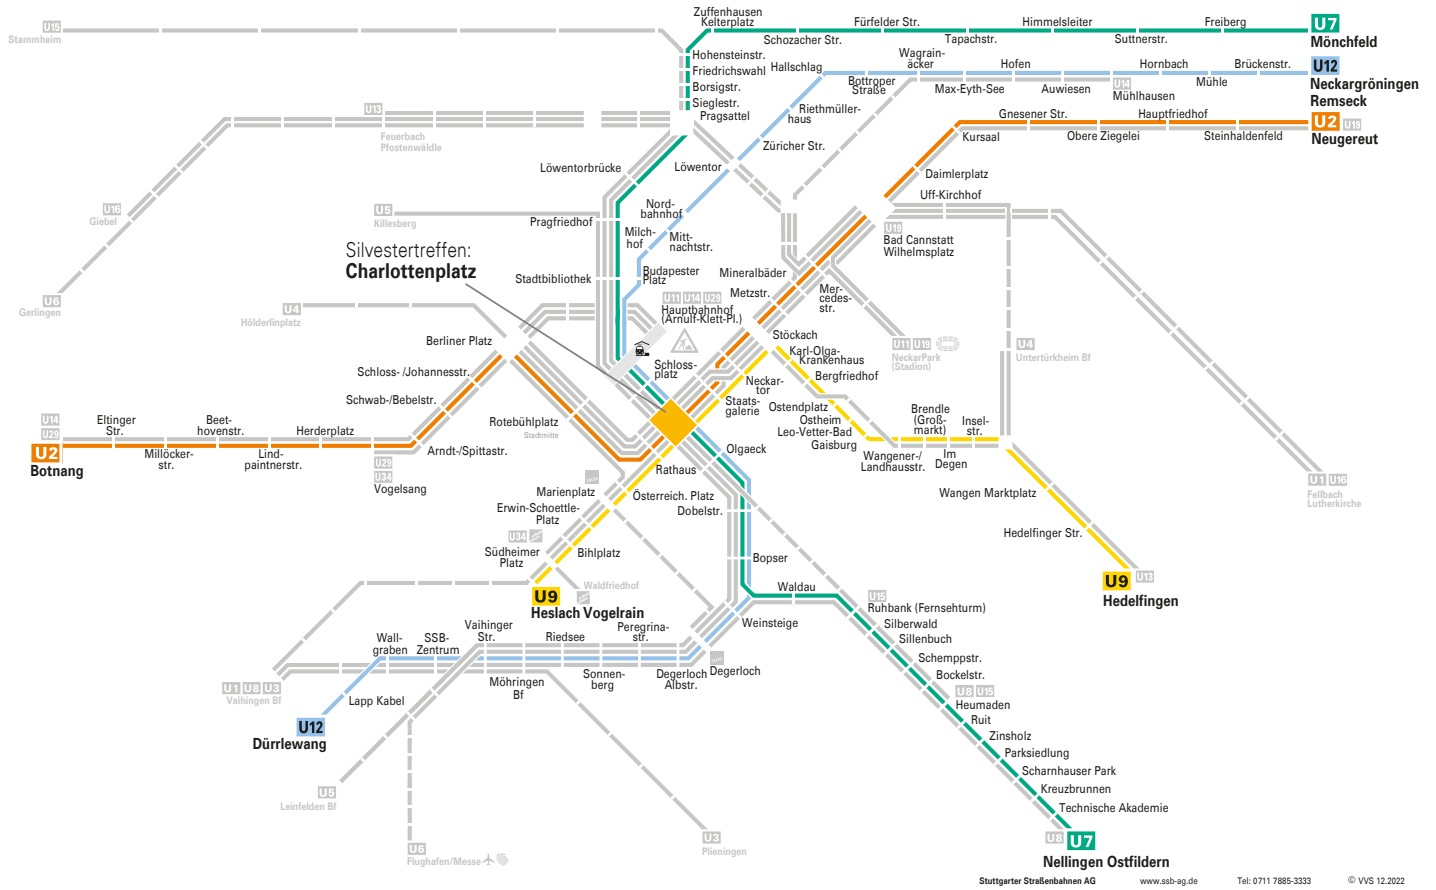 U15
Stammheim
Zuffenhausen
Kelterplatz
Schozacher Str.
Fürfelder Str.
Tapachstr.
Himmelsleiter
Suttnerstr.
Freiberg
U7
Mönchfeld
Hohensteinstr.
Friedrichswahl
Borsigstr.
Sieglestr.
Pragsattel
Hallschlag
Bottroper
Straße
Wagrain-
äcker
Max-Eyth-See
Hofen
Auwiesen
U14
Mühlhausen
Hornbach
Mühle
Brückenstr.
U12
Neckargröningen
Remseck
Riethmüller-
haus
Züricher Str.
Löwentor
U13
Feuerbach
Pfostenwäldle
Gnesener Str.
Kursaal
Obere Ziegelei
Hauptfriedhof
Steinhaldenfeld
U2
U19
Neugereut
Daimlerplatz
Uff-Kirchhof
Löwentorbrücke
U16
Giebel
U5
Killesberg
Pragfriedhof
Nord-
bahnhof
Milch-
hof
Mitt-
nachtstr.
U19
Bad Cannstatt
Wilhelmsplatz
Silvestertreffen:
Charlottenplatz
Stadtbibliothek
Budapester
Platz
Mineralbäder
Metzstr.
Mer-
cedes-
str.
U6
Gerlingen
U4
Hölderlinplatz
U11 U14 U29
Hauptbahnhof
(Arnulf-Klett-Pl.)
Berliner Platz
Stöckach
Karl-Olga-
Krankenhaus
Bergfriedhof
U11 U19
NeckarPark
(Stadion)
U4
Untertürkheim Bf
Schloss- /Johannesstr.
Schwab-/Bebelstr.
Schloss-
platz
Neckar-
tor
Staats-
galerie
Ostendplatz
Ostheim
Leo-Vetter-Bad
Gaisburg
Brendle
(Groß-
markt)
Insel-
str.
U14
U29
U2
Botnang
Eltinger
Str.
Millöcker-
str.
Beet-
hovenstr.
Lind-
paintnerstr.
Herderplatz
U29
U34
Vogelsang
Arndt-/Spittastr.
Rotebühlplatz
Stadtmitte
Olgaeck
Wangener-/
Landhausstr.
Im
Degen
Rathaus
Marienplatz
Österreich. Platz
Dobelstr.
Wangen Marktplatz
U1 U16
Fellbach
Lutherkirche
Erwin-Schoettle-
Platz
U34
Südheimer
Platz
Bihlplatz
Hedelfinger Str.
Bopser
U9
U13
Hedelfingen
Waldfriedhof
U9
Heslach Vogelrain
Waldau
U15
Ruhbank (Fernsehturm)
Silberwald
Sillenbuch
Schemppstr.
Bockelstr.
Weinsteige
Wall-
graben
SSB-
Zentrum
Vaihinger
Str.
Riedsee
Peregrina-
str.
Möhringen
Bf
Sonnen-
berg
Degerloch
Albstr.
Degerloch
U1 U8 U3
Vaihingen Bf
Lapp Kabel
U12
Dürrlewang
U8 U15
Heumaden
Ruit
Zinsholz
Parksiedlung
Scharnhauser Park
Kreuzbrunnen
Technische Akademie
U5
Leinfelden Bf
U6
Flughafen/Messe
U3
Plieningen
U8
U7
Nellingen Ostfildern
Stuttgarter Straßenbahnen AG www.ssb-ag.de Tel: 0711 7885-3333 © VVS 12.2022